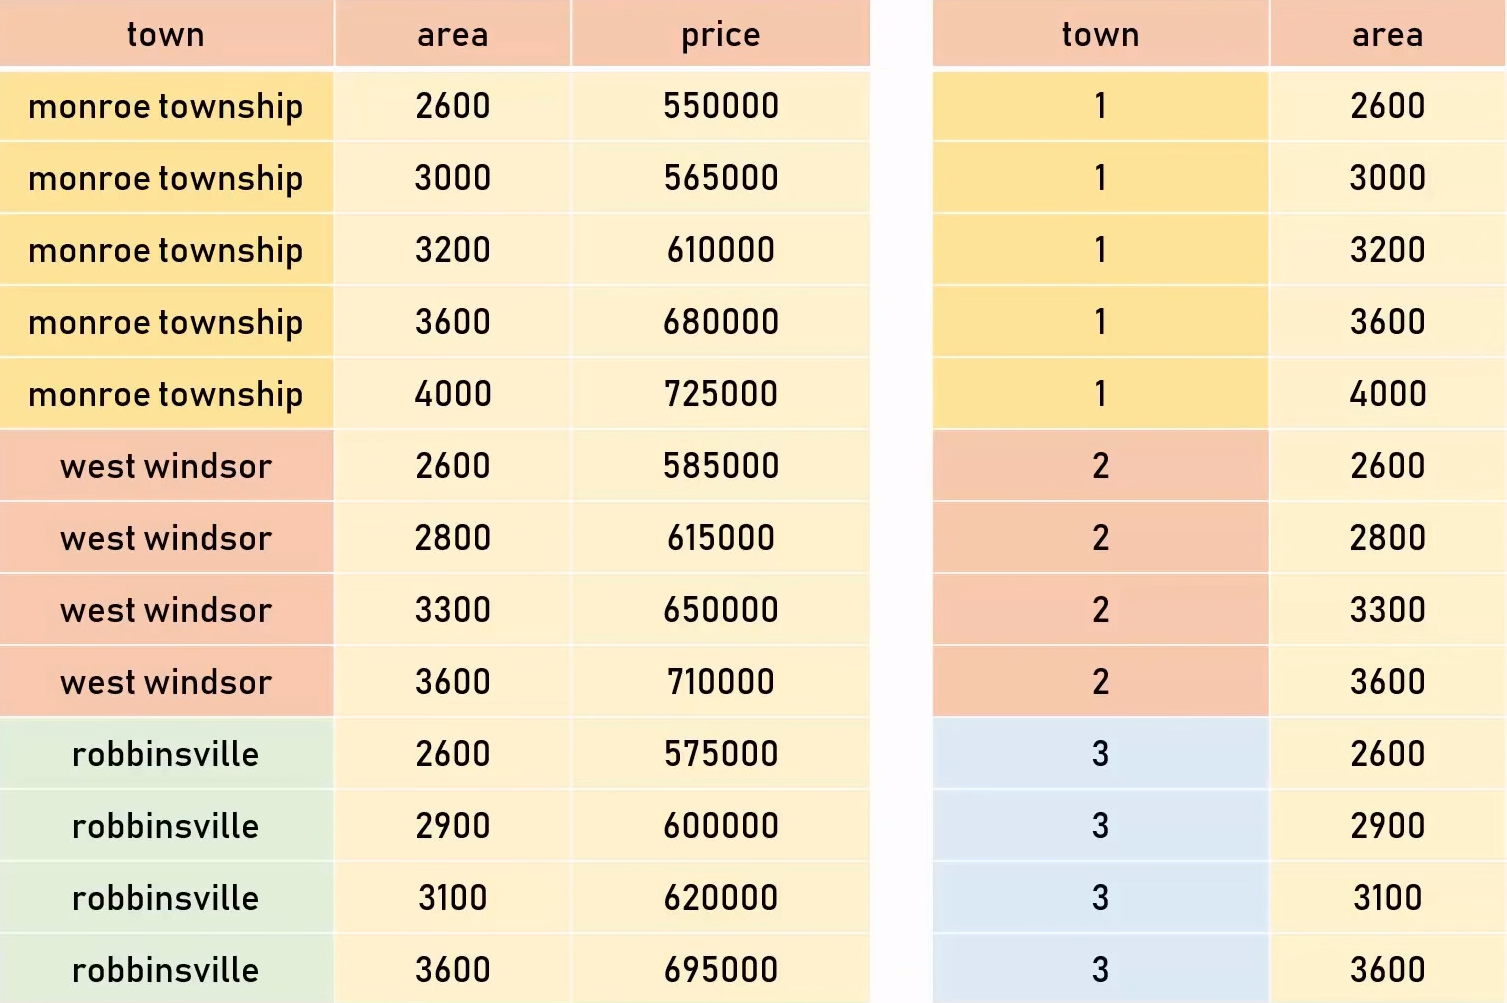 town area price town area
monroe township 2600 550000 1 2600
monroe township 3000 565000 1 3000
monroe township 3200 610000 1 3200
monroe township 3600 680000 1 3600
monroe township 4000 725000 1 4000
west windsor 2600 585000 2 2600
west windsor 2800 615000 2 2800
west windsor 3300 650000 2 3300
west windsor 3600 710000 2 3600
robbinsville 2600 575000 3 2600
robbinsville 2900 600000 3 2900
robbinsville 3100 620000 3 3100
robbinsville 3600 695000 3 3600